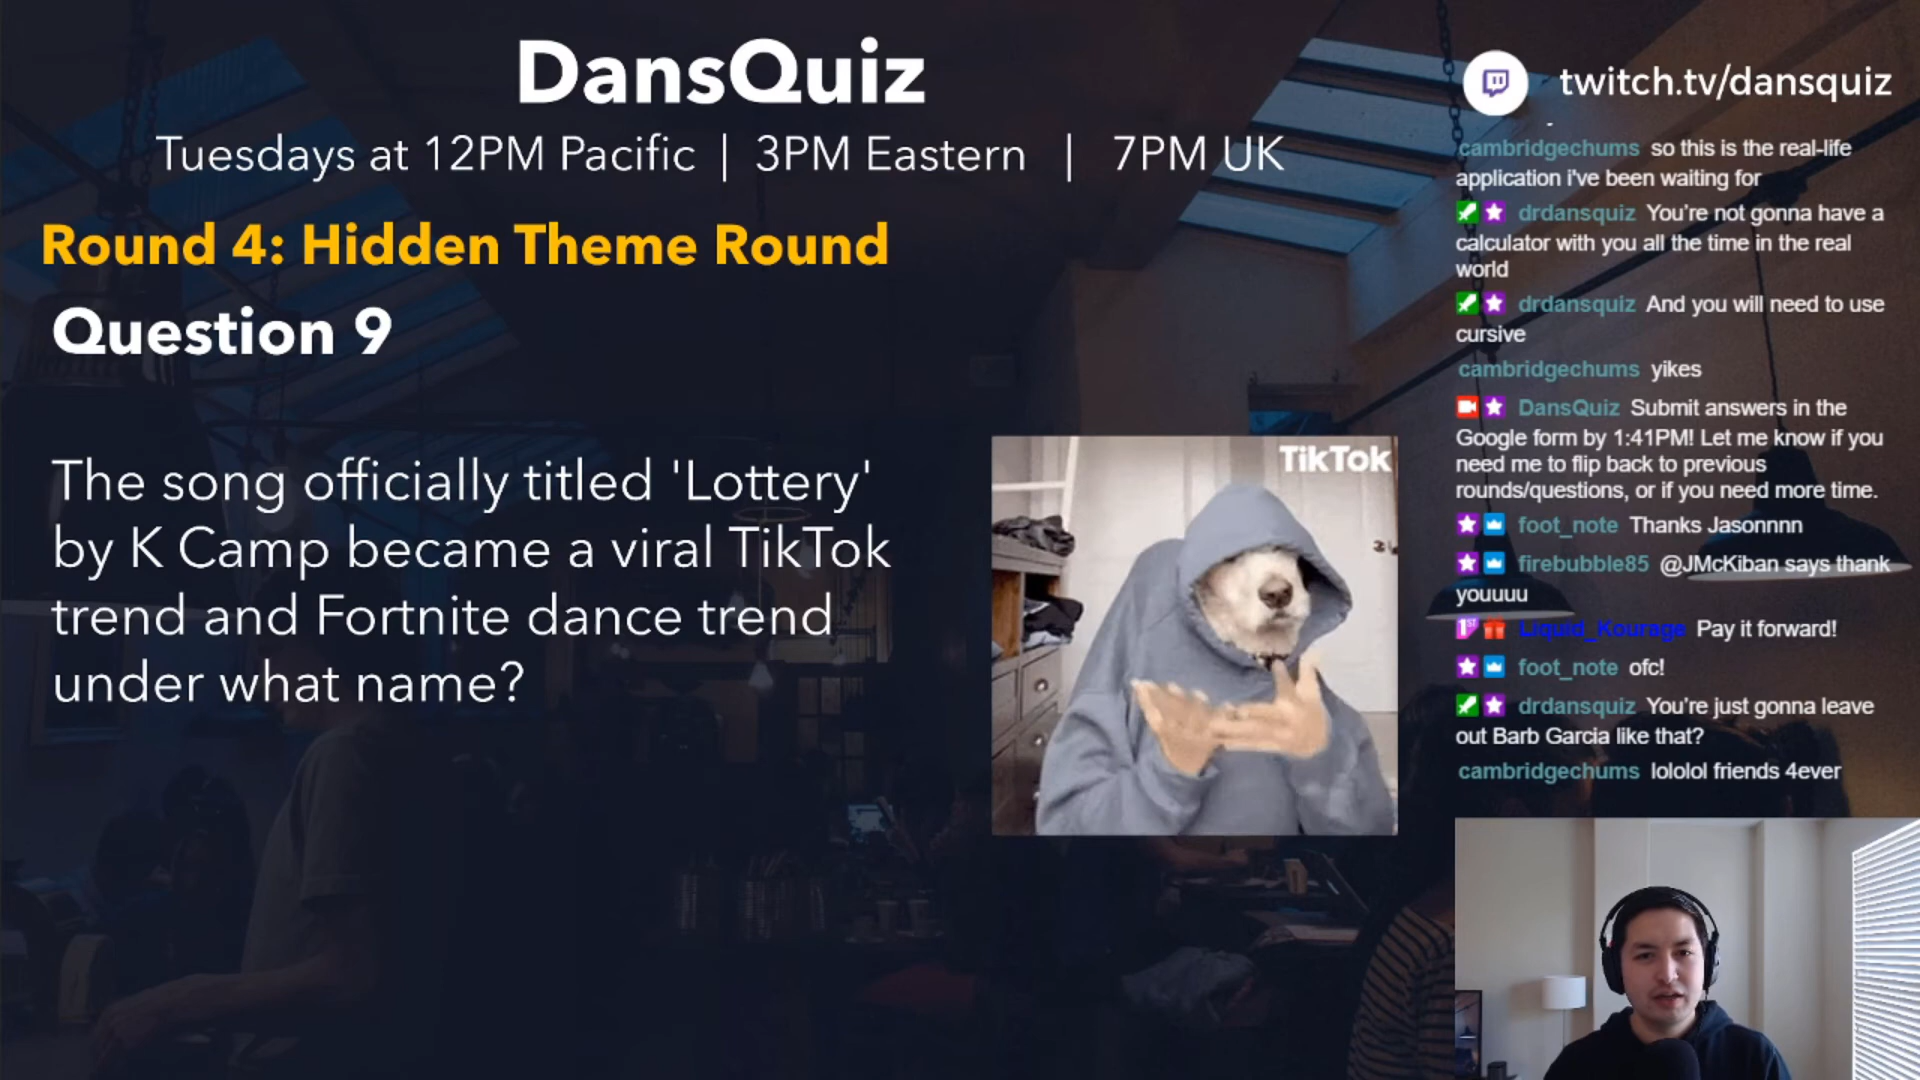 DansQuiz
Tuesdays at 12PM Pacific | 3PM Eastern | 7PM UK
Round 4: Hidden Theme Round
Question 9
The song officially titled 'Lottery'
by K Camp became a viral TikTok
trend and Fortnite dance trend
under what name?
TikTok
twitch.tv/dansquiz
cambridgechums so this is the real-life
application i've been waiting for
drdansquiz You're not gonna have a
calculator with you all the time in the real
world
drdansquiz And you will need to use
cursive
cambridgechums yikes
DansQuiz Submit answers in the
Google form by 1:41PM! Let me know if you
need me to flip back to previous
rounds/questions, or if you need more time.
foot_note Thanks Jasonnnn
firebubble85 @JMcKiban says thank
youuuu
1ST Liquid_Kourage Pay it forward!
foot_note ofc!
drdansquiz You're just gonna leave
out Barb Garcia like that?
cambridgechums lololol friends 4ever